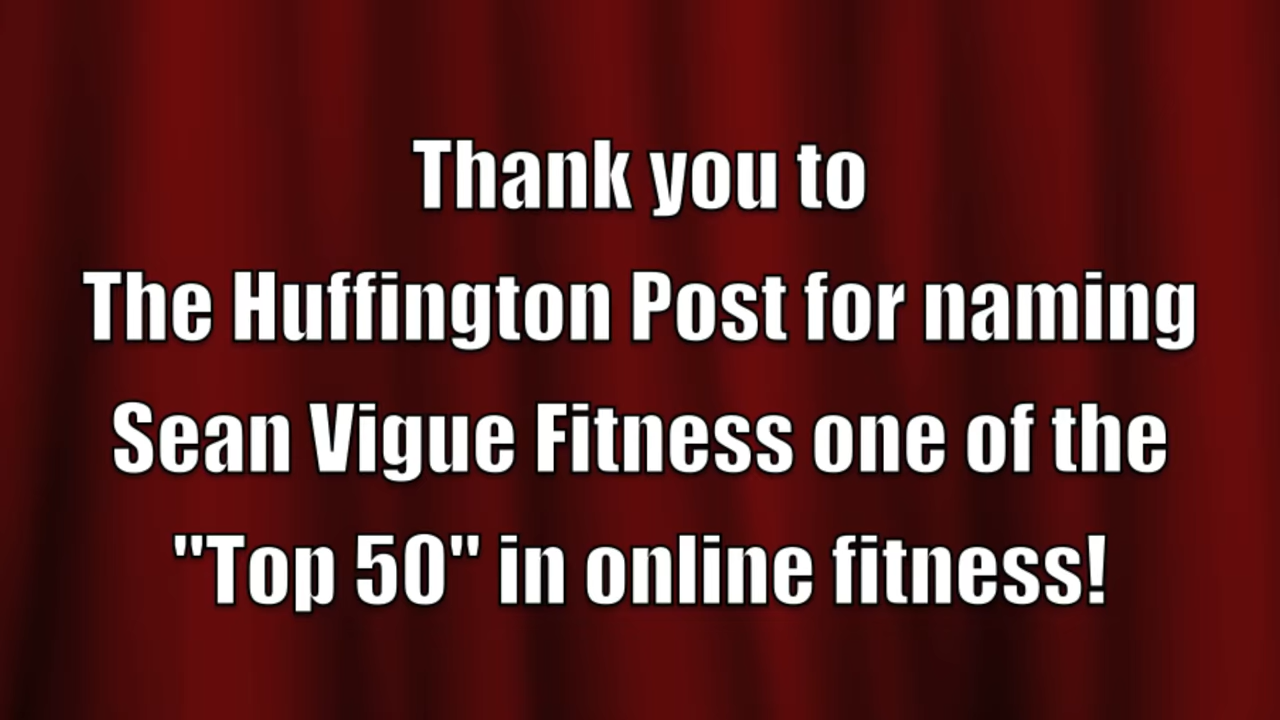 Thank you to
The Huffington Post for naming
Sean Vigue Fitness one of the
"Top 50" in online fitness!